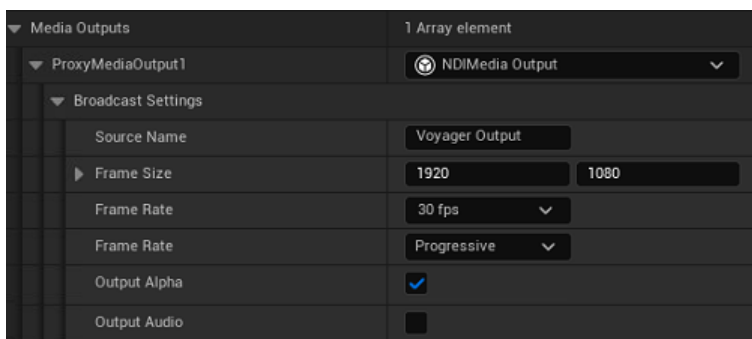 Media Outputs 1 Array element
ProxyMediaOutput1 NDIMedia Output
Broadcast Settings
Source Name Voyager Output
Frame Size 1920 1080
Frame Rate 30 fps
Frame Rate Progressive
Output Alpha
Output Audio